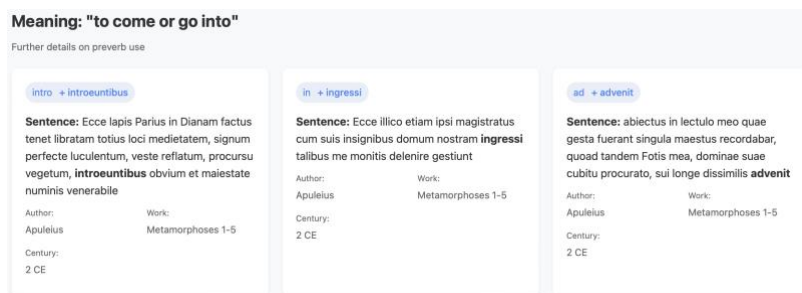 Meaning: "to come or go into"
Further details on preverb use
intro + introeuntibus
Sentence: Ecce lapis Parius in Dianam factus
tenet libratam totius loci medietatem, signum
perfecte luculentum, veste reflatum, procursu
vegetum, introeuntibus obvium et maiestate
numinis venerabile
Author:
Work:
Apuleius
Metamorphoses 1-5
Century:
2 CE
in + ingressi
Sentence: Ecce illico etiam ipsi magistratus
cum suis insignibus domum nostram ingressi
talibus me monitis delenire gestiunt
Author:
Work:
Apuleius
Metamorphoses 1-5
Century:
2 CE
ad + advenit
Sentence: abiectus in lectulo meo quae
gesta fuerant singula maestus recordabar,
quoad tandem Fotis mea, dominae suae
cubitu procurato, sui longe dissimilis advenit
Author:
Work:
Apuleius
Metamorphoses 1-5
Century:
2 CE